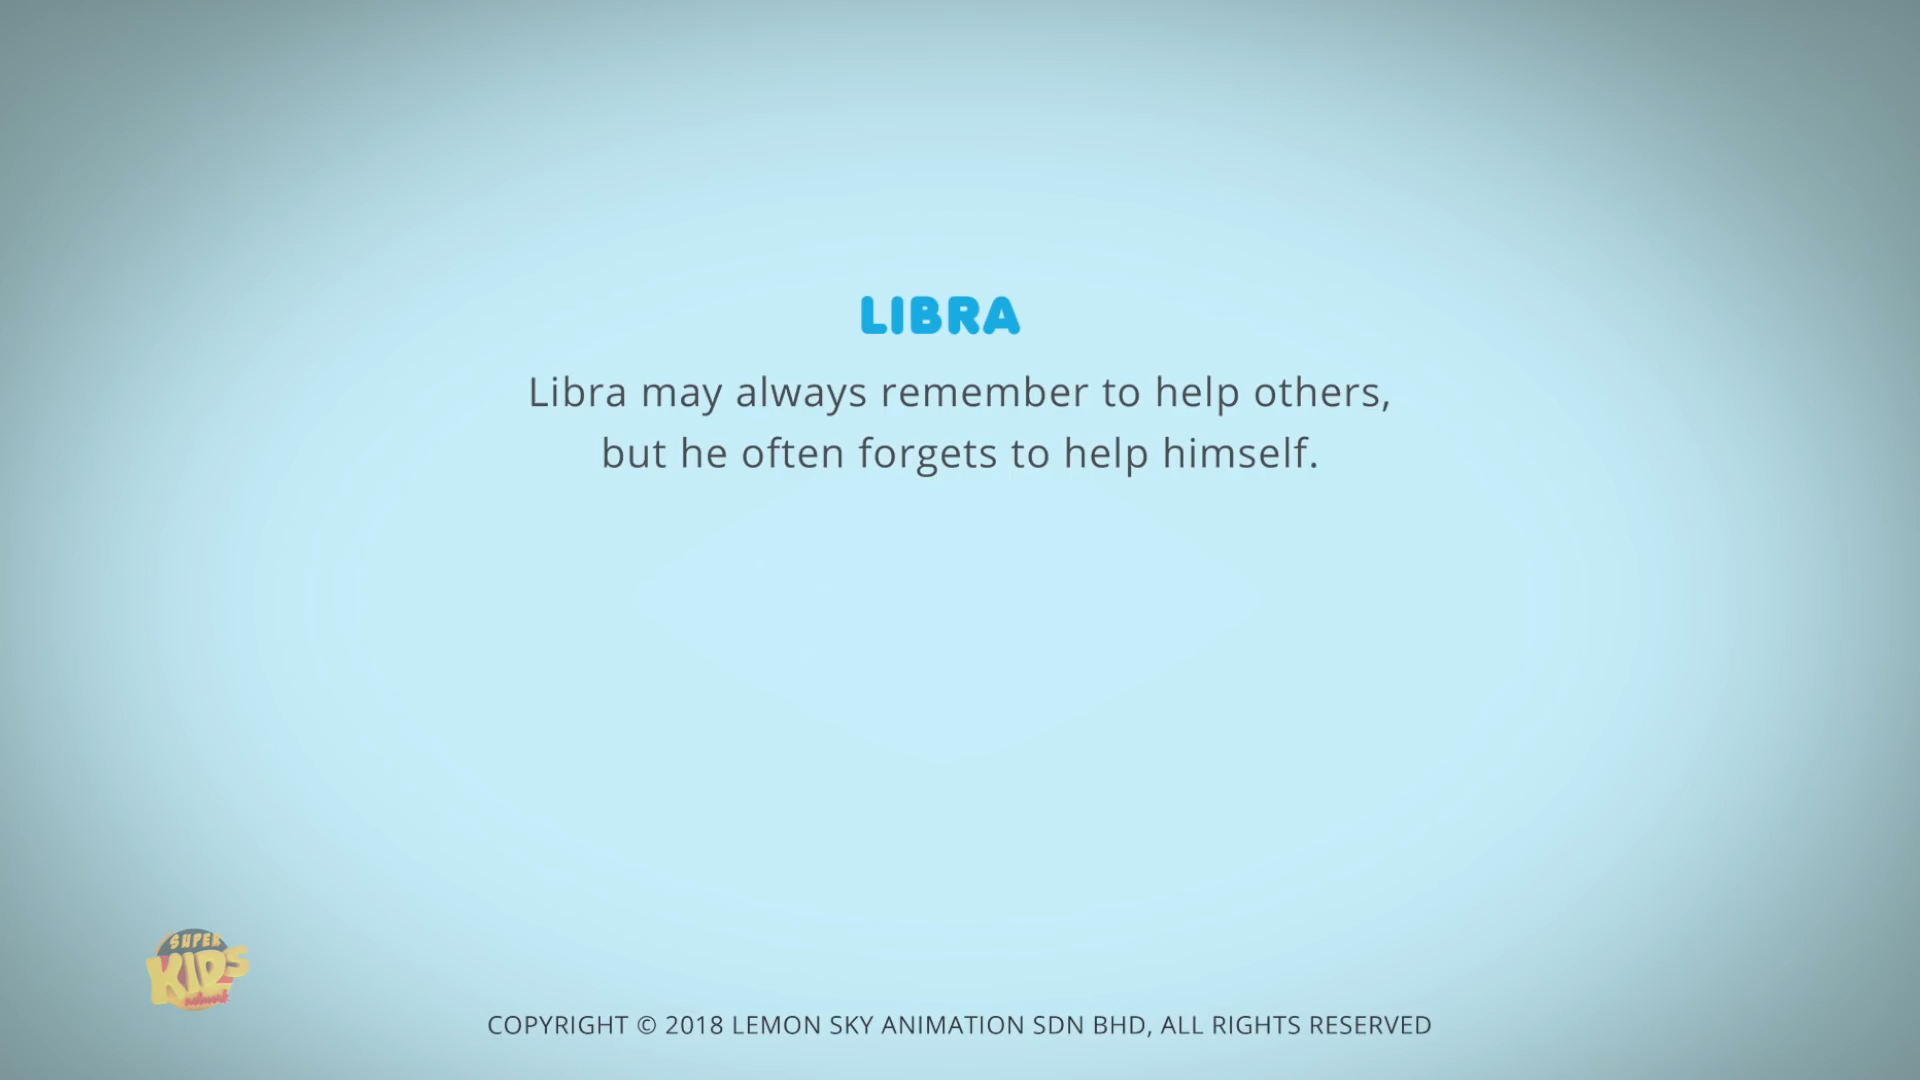 LIBRA
Libra may always remember to help others,
but he often forgets to help himself.
SUPER
KIDS
network
COPYRIGHT © 2018 LEMON SKY ANIMATION SDN BHD, ALL RIGHTS RESERVED